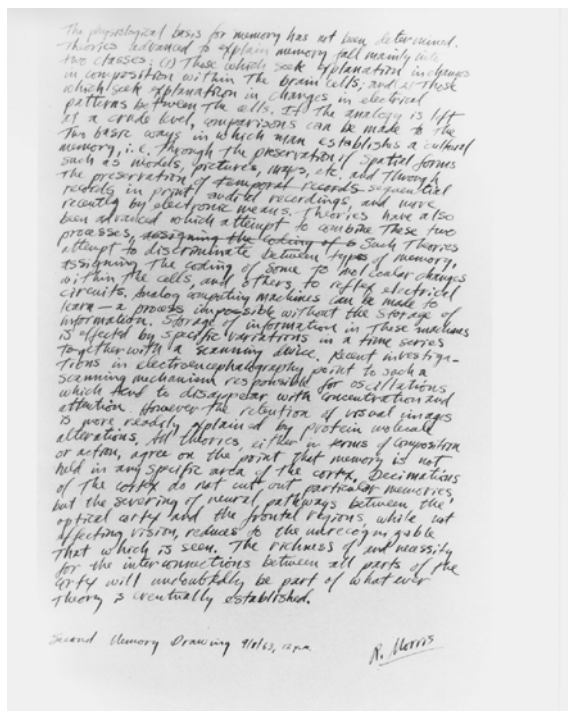 The physiological basis for memory has not been determined.
Theories advanced to explain memory fall mainly into
two classes: (1) Those which seek explanation in changes
in composition within the brain cells; and 2) Those
which seek explanation in changes in electrical
patterns between the cells. If the analogy is left
at a crude level, comparisons can be made to the
two basic ways in which man establishes a cultural
memory, i.e. through the preservation of spatial forms
such as models, pictures, maps, etc. and through
the preservation of temporal records sequential
records in print audial recordings, and more
recently by electronic means. Theories have also
been advanced which attempt to combine these two
processes, assigning the coding of s Such Theories
attempt to discriminate between types of memory,
assigning the coding of some to molecular changes
within the cells, and others, to reflex electrical
circuits. Analog computing machines can be made to
learn — a process impossible without the storage of
information. Storage of information in these machines
is effected by specific variations in a time series
together with a scanning device. Recent investiga-
tions in electroencephalography point to such a
scanning mechanism responsible for oscillations
which tend to disappear with concentration and
attention. However the retention of visual images
is more readily explained by protein molecule
alterations. All theories, either in terms of composition
or action, agree on the point that memory is not
held in any specific area of the cortex. Decimations
of the cortex do not cut out particular memories,
but the severing of neural pathways between the
optical cortex and the frontal regions, while not
affecting vision, reduces to the unrecognizable
that which is seen. The richness of and necessity
for the interconnections between all parts of the
cortex will undoubtedly be part of what ever
theory is eventually established.
Second Memory Drawing 9/8/63, 12 p.m.
R. Morris